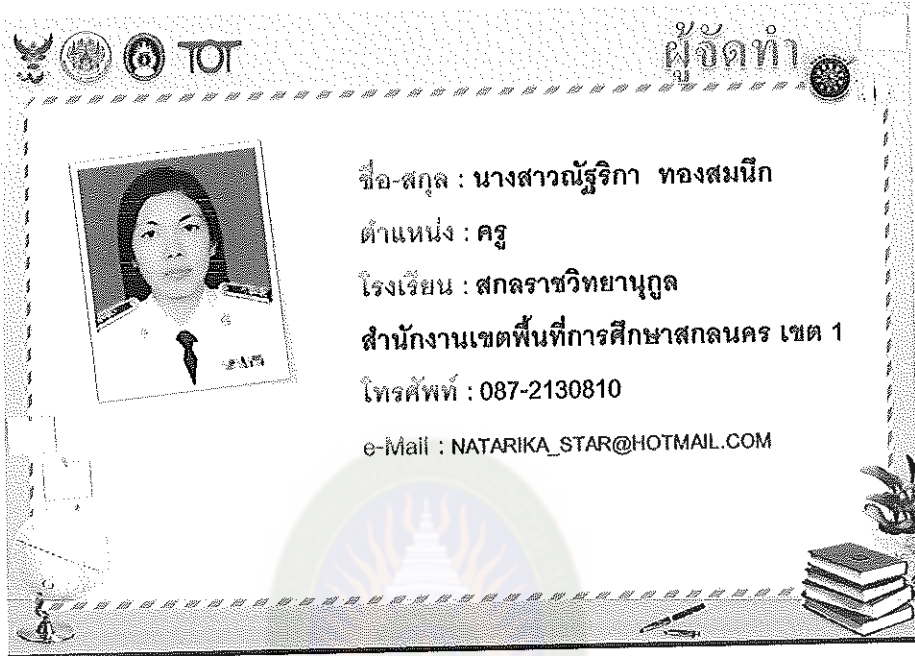 TOT
ผู้จัดทำ
ชื่อ-สกุล : นางสาวณัฐริกา ทองสมนึก
ตำแหน่ง : ครู
โรงเรียน : สกลราชวิทยานุกูล
สำนักงานเขตพื้นที่การศึกษาสกลนคร เขต 1
โทรศัพท์ : 087-2130810
e-Mail : NATARIKA_STAR@HOTMAIL.COM